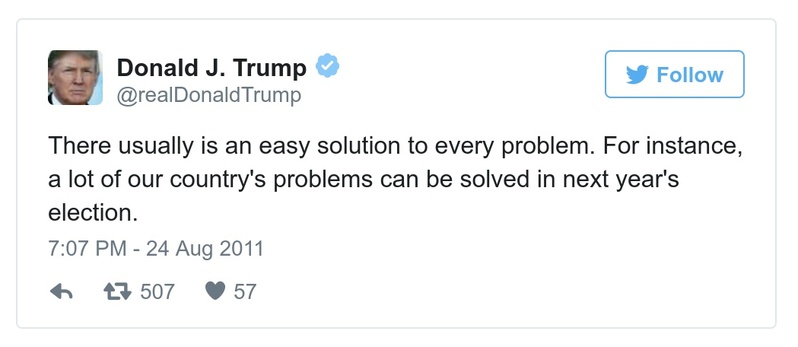 Donald J. Trump
Follow
@realDonaldTrump
There usually is an easy solution to every problem. For instance,
a lot of our country's problems can be solved in next year's
election.
7:07 PM - 24 Aug 2011
507 57